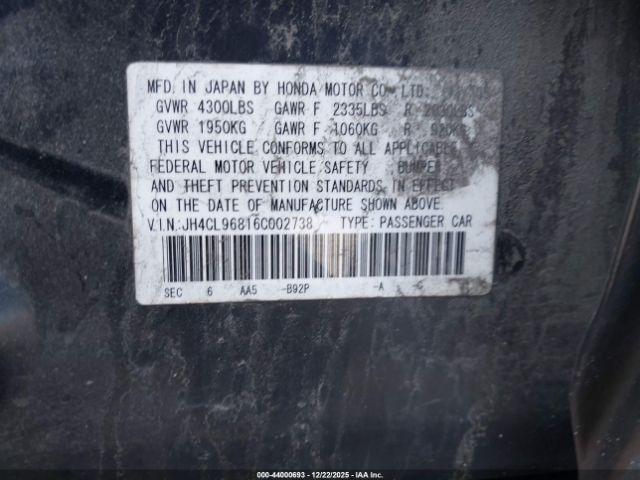 MFD. IN JAPAN BY HONDA MOTOR CO., LTD.
GVWR 4300LBS GAWR F 2335LBS R
GVWR 1950KG GAWR F 1060KG R 920KG
THIS VEHICLE CONFORMS TO ALL APPLICABLE
FEDERAL MOTOR VEHICLE SAFETY BUMPER
AND THEFT PREVENTION STANDARDS IN EFFECT
ON THE DATE OF MANUFACTURE SHOWN ABOVE.
V.I.N: JH4CL96816C002738 TYPE: PASSENGER CAR
SEC 6 AA5 -B92P -A -C
000-44000693 | 12/22/2025 | IAA Inc.